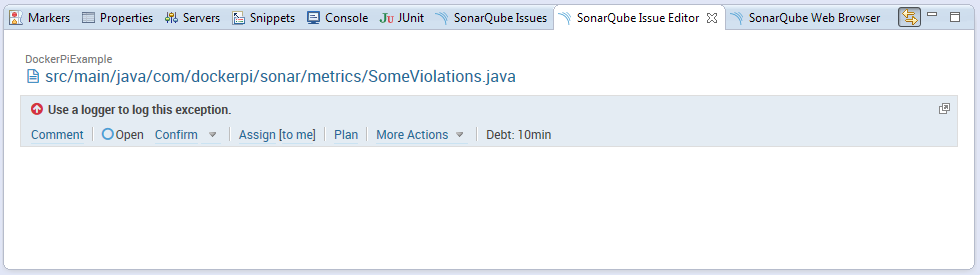 Markers Properties Servers Snippets Console Ju JUnit SonarQube Issues SonarQube Issue Editor SonarQube Web Browser
DockerPiExample
src/main/java/com/dockerpi/sonar/metrics/SomeViolations.java
Use a logger to log this exception.
Comment Open Confirm Assign [to me] Plan More Actions Debt: 10min